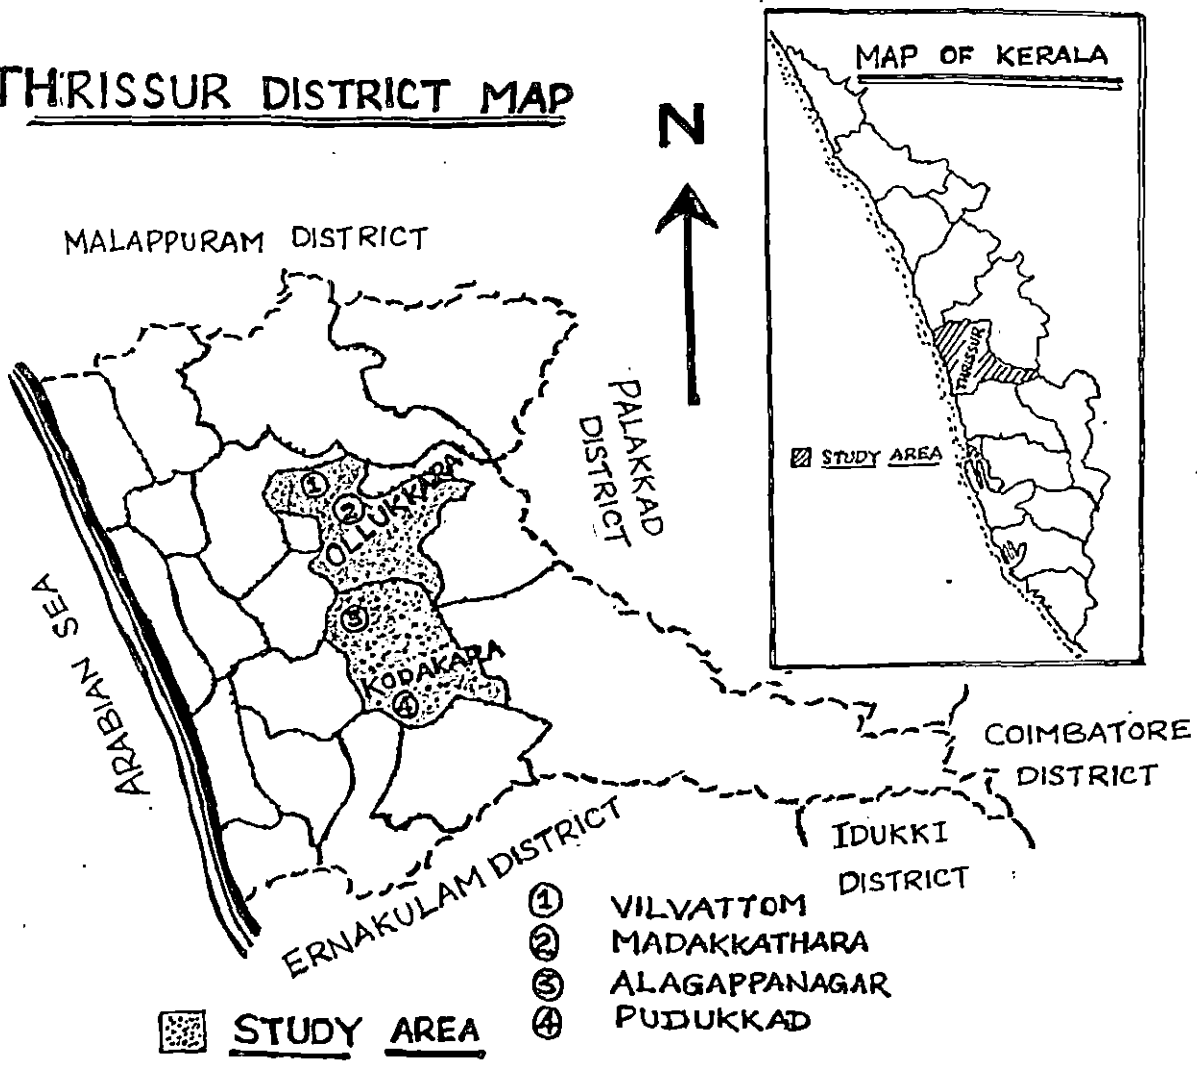 THRISSUR DISTRICT MAP
MAP OF KERALA
N
MALAPPURAM DISTRICT
THRISSUR
PALAKKAD
DISTRICT
STUDY AREA
1
2
OLLUKKARA
3
KODAKARA
4
ARABIAN SEA
COIMBATORE
DISTRICT
IDUKKI
DISTRICT
ERNAKULAM DISTRICT
1 VILVATTOM
2 MADAKKATHARA
3 ALAGAPPANAGAR
4 PUDUKKAD
STUDY AREA